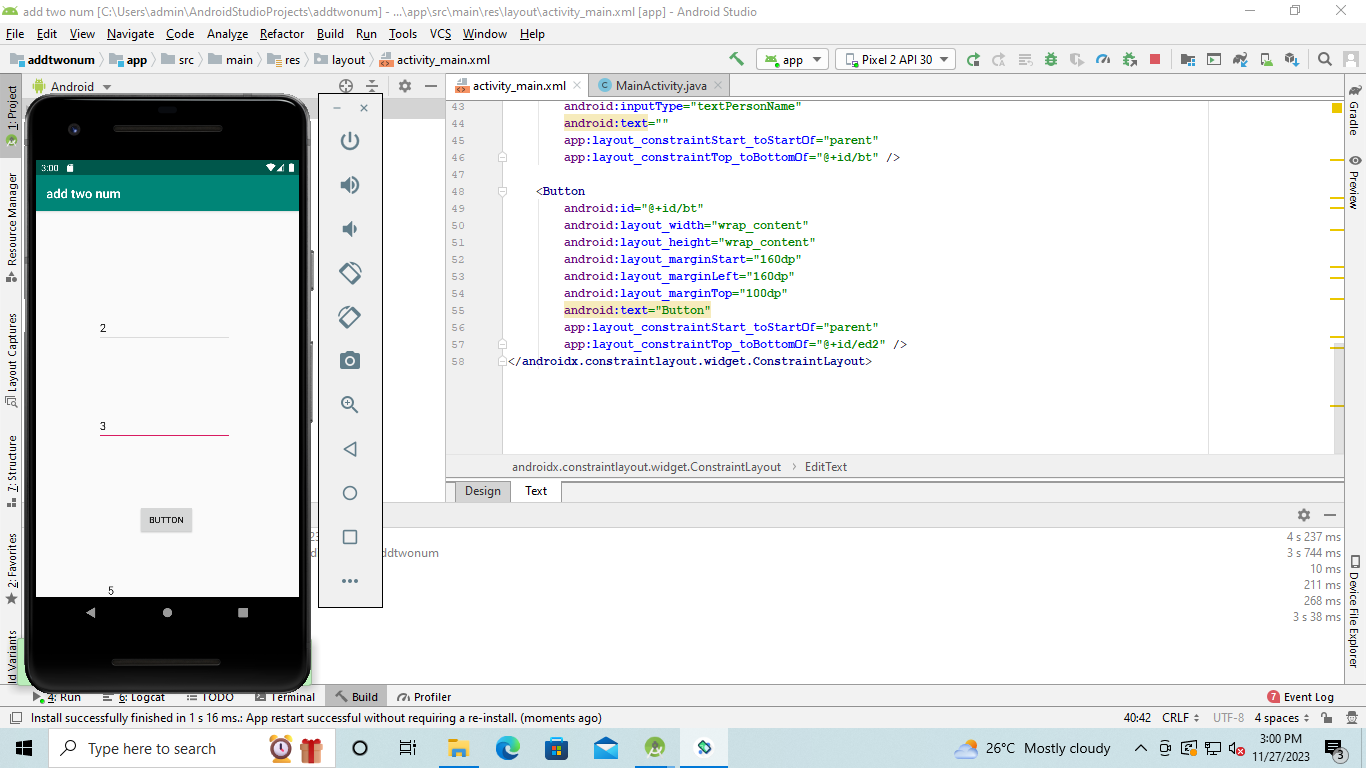 add two num [C:\Users\admin\AndroidStudioProjects\addtwonum] - ...\app\src\main\res\layout\activity_main.xml [app] - Android Studio
File Edit View Navigate Code Analyze Refactor Build Run Tools VCS Window Help
addtwonum app src main res layout activity_main.xml app Pixel 2 API 30
Android
activity_main.xml MainActivity.java
1: Project
Resource Manager
Layout Captures
7: Structure
2: Favorites
ld Variants
3:00
add two num
2
3
BUTTON
5
43 android:inputType="textPersonName"
44 android:text=""
45 app:layout_constraintStart_toStartOf="parent"
46 app:layout_constraintTop_toBottomOf="@+id/bt" />
47
48 <Button
49 android:id="@+id/bt"
50 android:layout_width="wrap_content"
51 android:layout_height="wrap_content"
52 android:layout_marginStart="160dp"
53 android:layout_marginLeft="160dp"
54 android:layout_marginTop="100dp"
55 android:text="Button"
56 app:layout_constraintStart_toStartOf="parent"
57 app:layout_constraintTop_toBottomOf="@+id/ed2" />
58 </androidx.constraintlayout.widget.ConstraintLayout>
androidx.constraintlayout.widget.ConstraintLayout EditText
Design Text
Gradle
Preview
Device File Explorer
4 s 237 ms
ddtwonum 3 s 744 ms
10 ms
211 ms
268 ms
3 s 38 ms
4: Run 6: Logcat TODO Terminal Build Profiler 7 Event Log
Install successfully finished in 1 s 16 ms.: App restart successful without requiring a re-install. (moments ago) 40:42 CRLF UTF-8 4 spaces
Type here to search 26°C Mostly cloudy 3:00 PM
11/27/2023 3